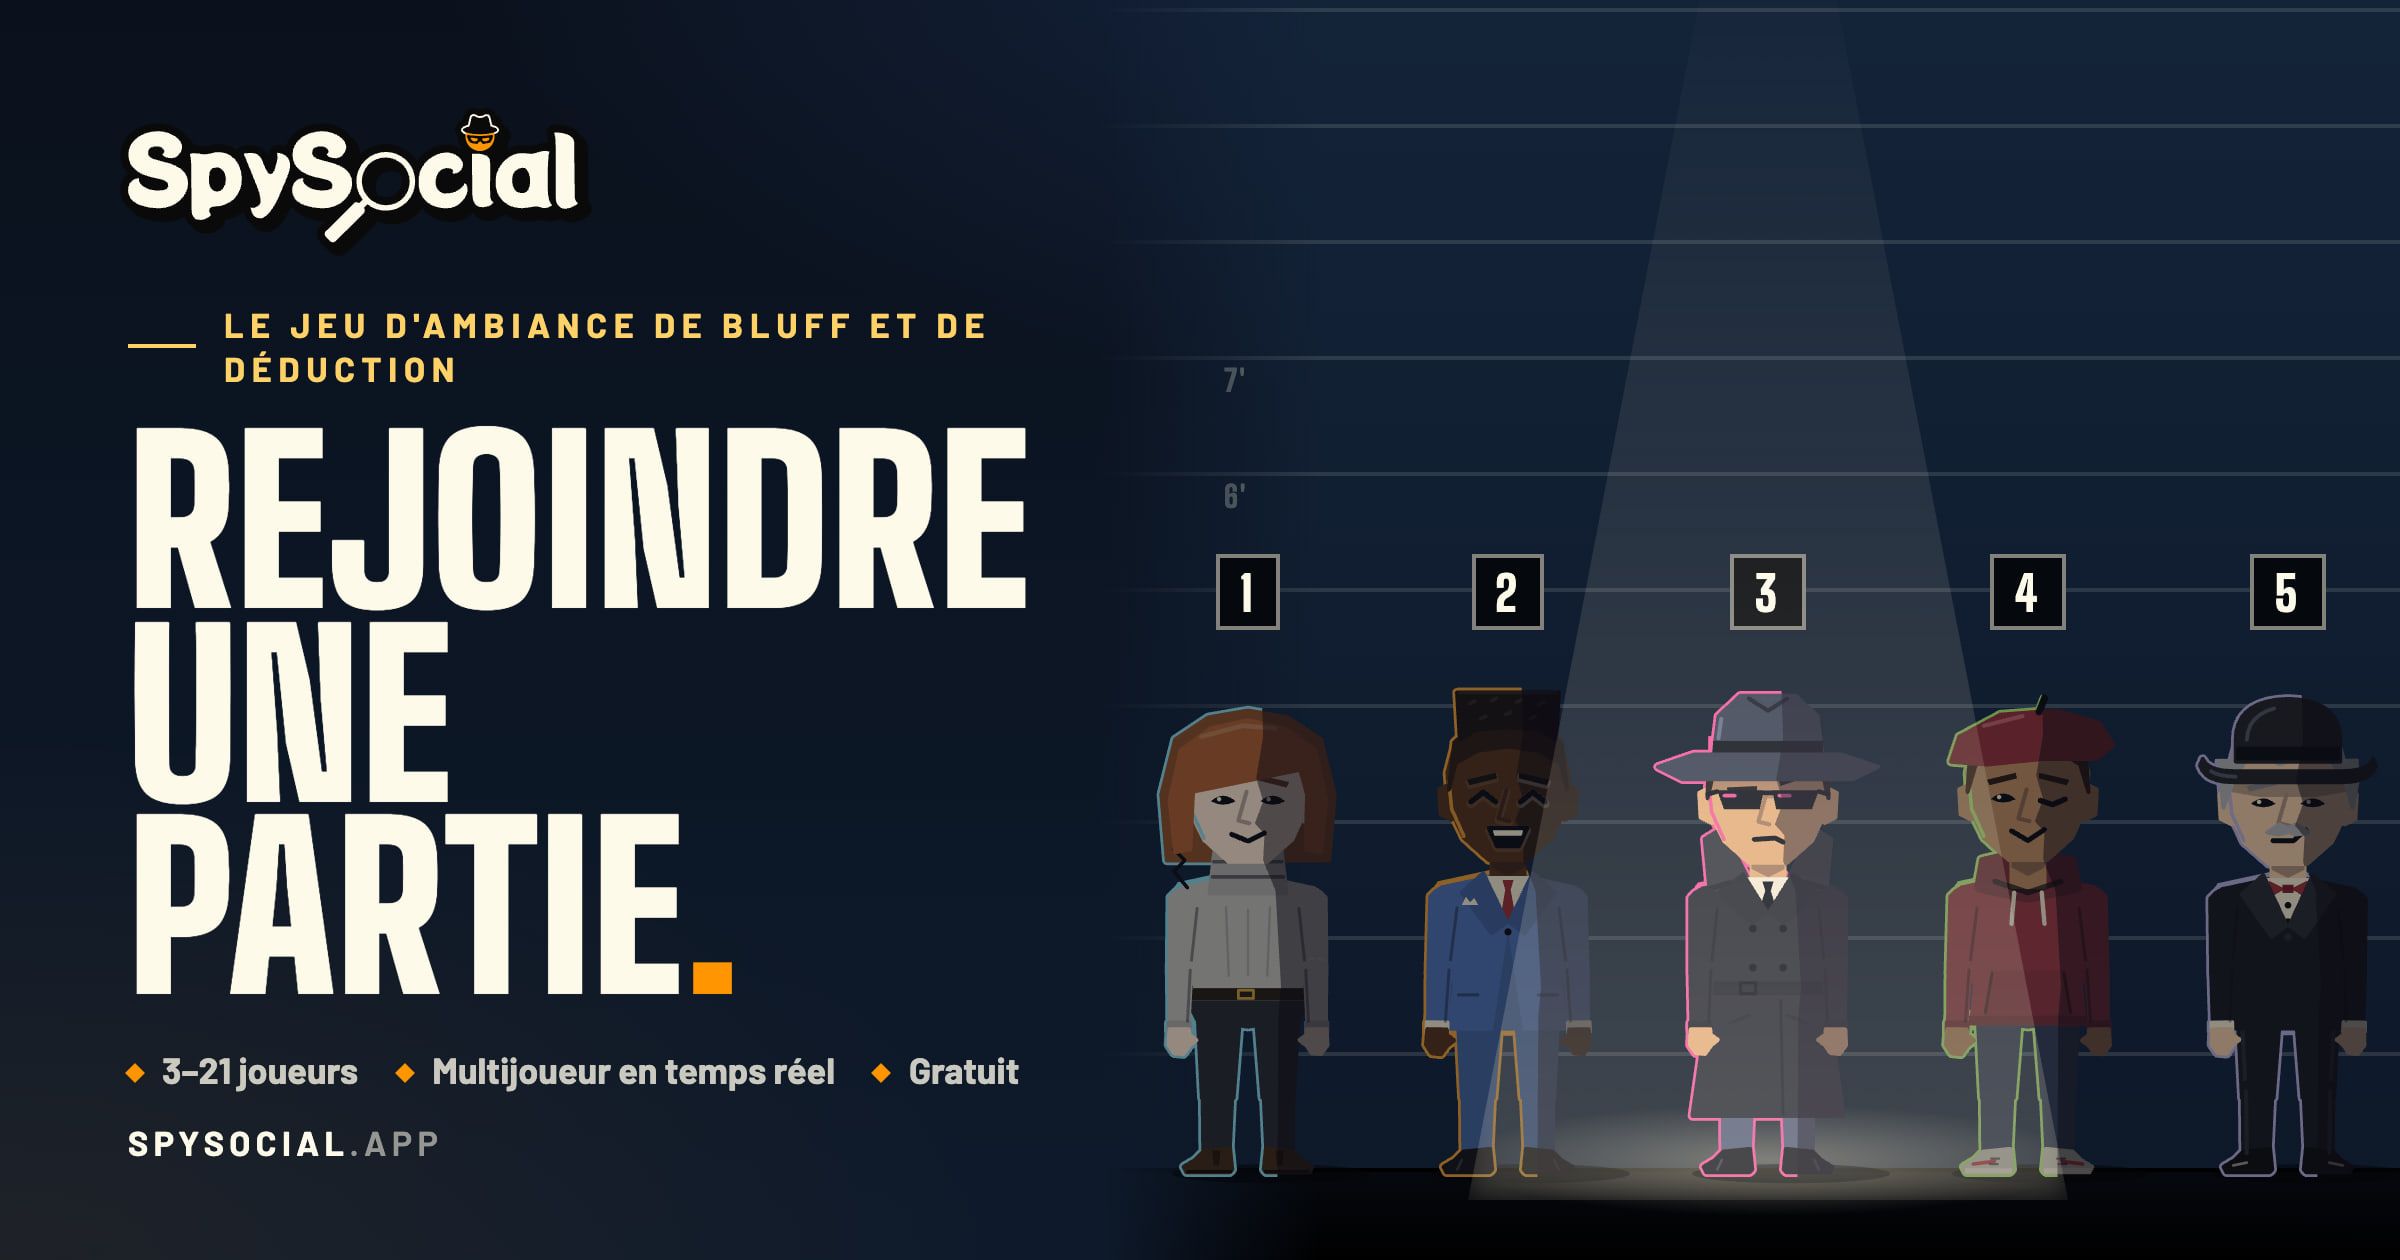 SpySocial
LE JEU D'AMBIANCE DE BLUFF ET DE
DÉDUCTION
REJOINDRE
UNE
PARTIE.
3–21 joueurs
Multijoueur en temps réel
Gratuit
SPYSOCIAL.APP
7'
6'
1
2
3
4
5